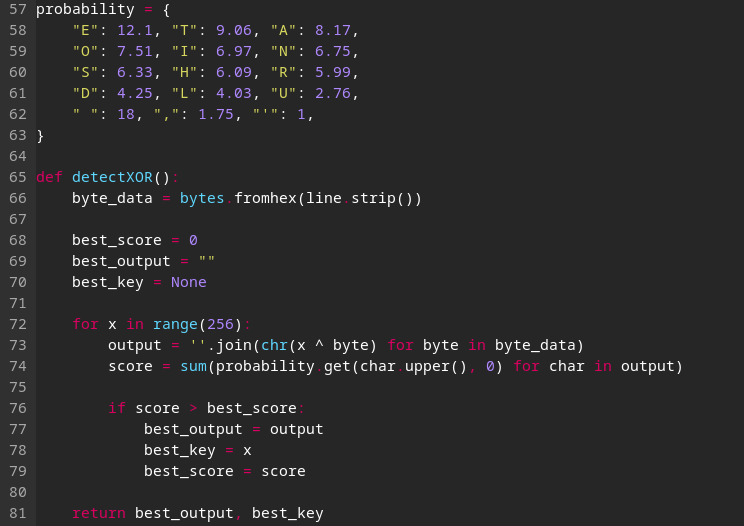 57 probability = {
58     "E": 12.1, "T": 9.06, "A": 8.17,
59     "O": 7.51, "I": 6.97, "N": 6.75,
60     "S": 6.33, "H": 6.09, "R": 5.99,
61     "D": 4.25, "L": 4.03, "U": 2.76,
62     " ": 18, ",": 1.75, "'": 1,
63 }
64
65 def detectXOR():
66     byte_data = bytes.fromhex(line.strip())
67
68     best_score = 0
69     best_output = ""
70     best_key = None
71
72     for x in range(256):
73         output = ''.join(chr(x ^ byte) for byte in byte_data)
74         score = sum(probability.get(char.upper(), 0) for char in output)
75
76         if score > best_score:
77             best_output = output
78             best_key = x
79             best_score = score
80
81     return best_output, best_key